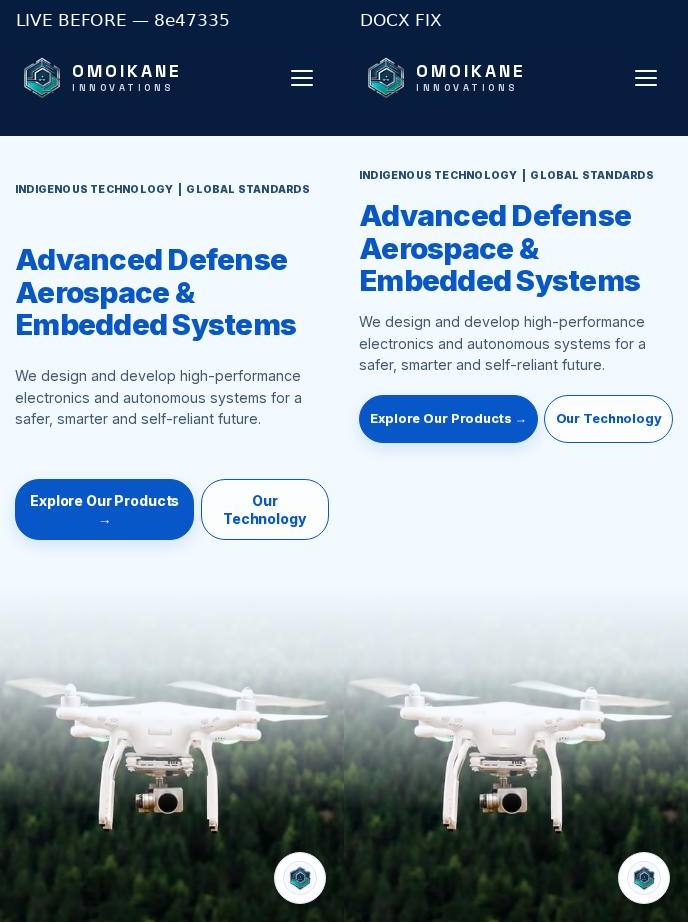 LIVE BEFORE — 8e47335
OMOIKANE
INNOVATIONS
INDIGENOUS TECHNOLOGY | GLOBAL STANDARDS
Advanced Defense
Aerospace &
Embedded Systems
We design and develop high-performance
electronics and autonomous systems for a
safer, smarter and self-reliant future.
Explore Our Products
→
Our
Technology
DOCX FIX
OMOIKANE
INNOVATIONS
INDIGENOUS TECHNOLOGY | GLOBAL STANDARDS
Advanced Defense
Aerospace &
Embedded Systems
We design and develop high-performance
electronics and autonomous systems for a
safer, smarter and self-reliant future.
Explore Our Products →
Our Technology